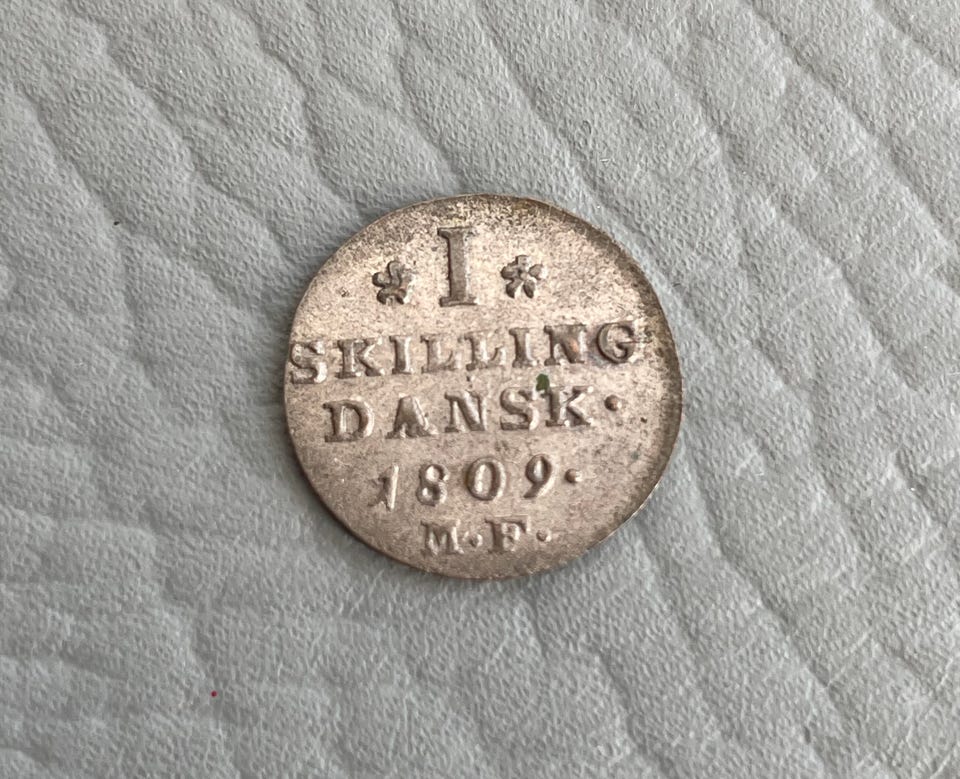 * I *
SKILLING
DANSK·
1809·
M·F·